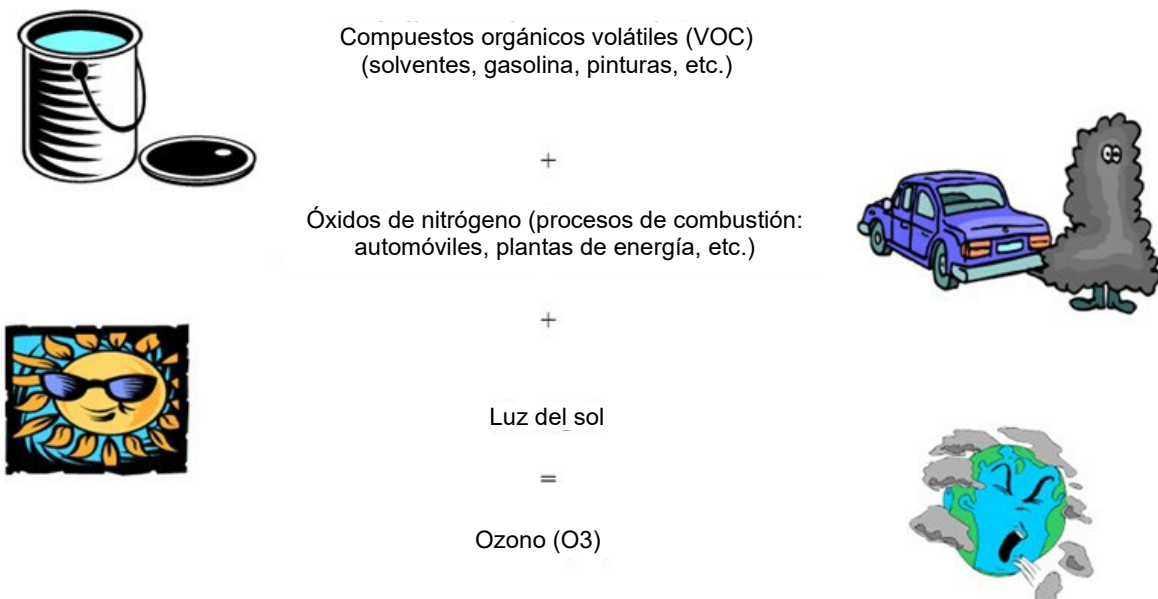 Compuestos orgánicos volátiles (VOC)
(solventes, gasolina, pinturas, etc.)
+
Óxidos de nitrógeno (procesos de combustión:
automóviles, plantas de energía, etc.)
+
Luz del sol
=
Ozono (O3)